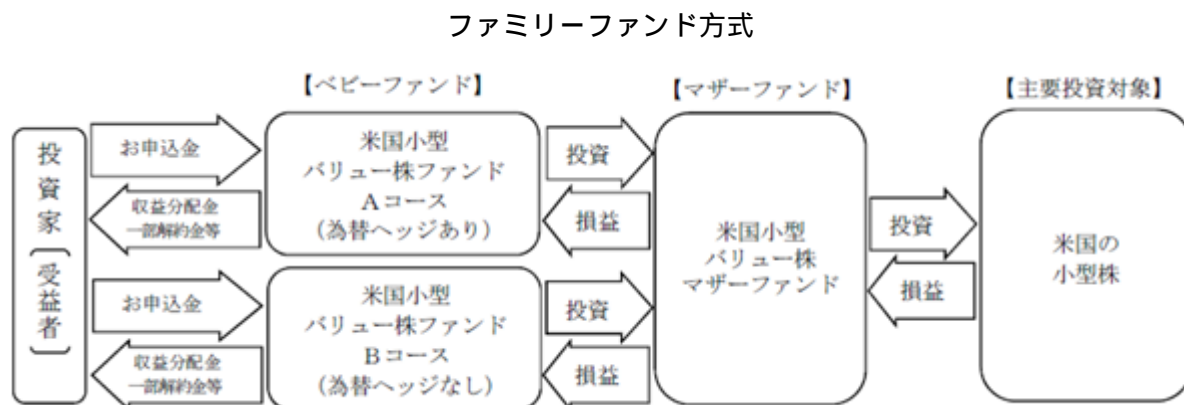 ファミリーファンド方式
【ベビーファンド】
【マザーファンド】
【主要投資対象】
投資家(受益者)
お申込金
収益分配金
一部解約金等
米国小型
バリュー株ファンド
Aコース
(為替ヘッジあり)
投資
損益
お申込金
収益分配金
一部解約金等
米国小型
バリュー株ファンド
Bコース
(為替ヘッジなし)
投資
損益
米国小型
バリュー株
マザーファンド
投資
損益
米国の
小型株